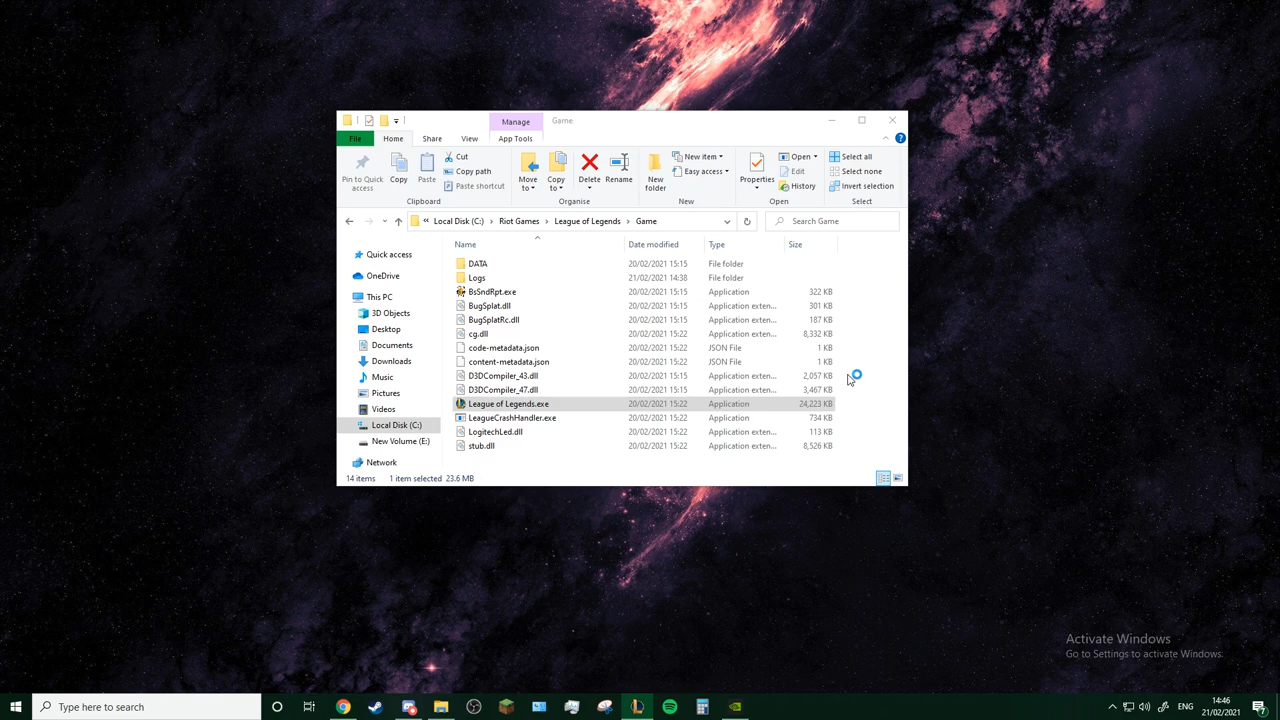 Manage
Game
File
Home
Share
View
App Tools
Pin to Quick
access
Copy
Paste
Cut
Copy path
Paste shortcut
Clipboard
Move
to
Copy
to
Delete
Rename
Organise
New
folder
New item
Easy access
New
Properties
Open
Edit
History
Open
Select all
Select none
Invert selection
Select
« Local Disk (C:) > Riot Games > League of Legends > Game
Search Game
Name Date modified Type Size
Quick access
OneDrive
This PC
3D Objects
Desktop
Documents
Downloads
Music
Pictures
Videos
Local Disk (C:)
New Volume (E:)
Network
DATA 20/02/2021 15:15 File folder
Logs 21/02/2021 14:38 File folder
BsSndRpt.exe 20/02/2021 15:15 Application 322 KB
BugSplat.dll 20/02/2021 15:15 Application exten... 301 KB
BugSplatRc.dll 20/02/2021 15:15 Application exten... 187 KB
cg.dll 20/02/2021 15:22 Application exten... 8,332 KB
code-metadata.json 20/02/2021 15:22 JSON File 1 KB
content-metadata.json 20/02/2021 15:22 JSON File 1 KB
D3DCompiler_43.dll 20/02/2021 15:15 Application exten... 2,057 KB
D3DCompiler_47.dll 20/02/2021 15:15 Application exten... 3,467 KB
League of Legends.exe 20/02/2021 15:22 Application 24,223 KB
LeagueCrashHandler.exe 20/02/2021 15:22 Application 734 KB
LogitechLed.dll 20/02/2021 15:22 Application exten... 113 KB
stub.dll 20/02/2021 15:22 Application exten... 8,526 KB
14 items 1 item selected 23.6 MB
Activate Windows
Go to Settings to activate Windows.
Type here to search
ENG
14:46
21/02/2021
7